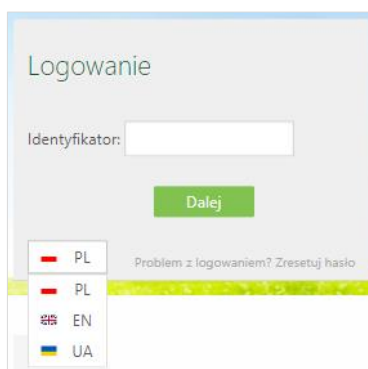 Logowanie
Identyfikator:
Dalej
PL
Problem z logowaniem? Zresetuj hasło
PL
EN
UA